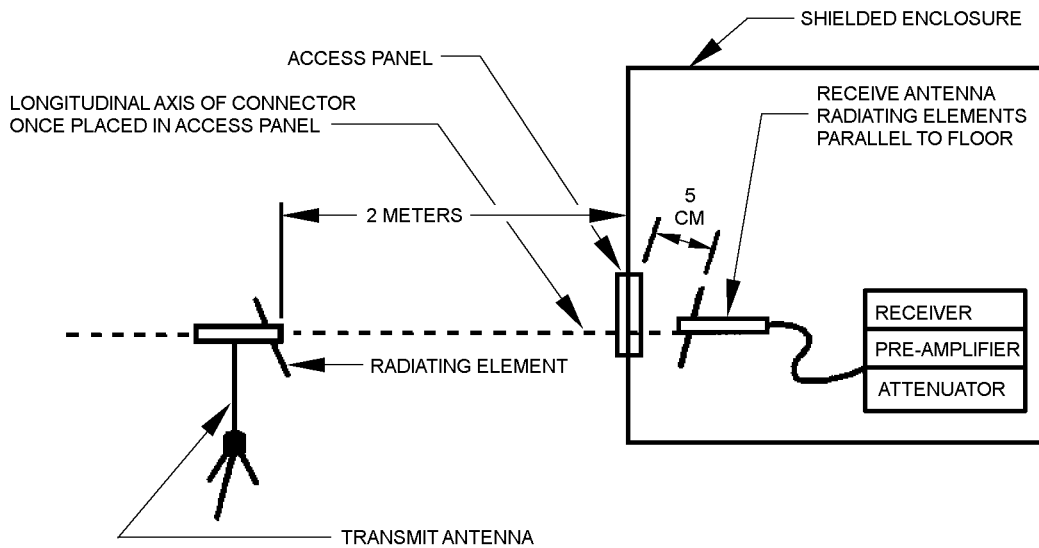 SHIELDED ENCLOSURE
ACCESS PANEL
LONGITUDINAL AXIS OF CONNECTOR
ONCE PLACED IN ACCESS PANEL
RECEIVE ANTENNA
RADIATING ELEMENTS
PARALLEL TO FLOOR
5
CM
2 METERS
RECEIVER
PRE-AMPLIFIER
ATTENUATOR
RADIATING ELEMENT
TRANSMIT ANTENNA